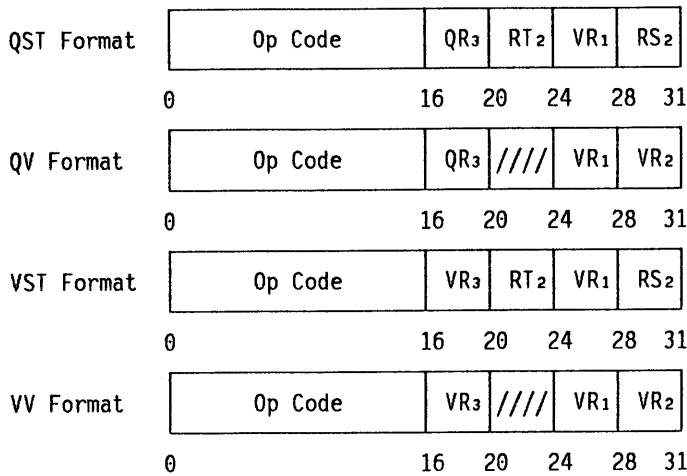 QST Format Op Code QR3 RT2 VR1 RS2
0 16 20 24 28 31
QV Format Op Code QR3 //// VR1 VR2
0 16 20 24 28 31
VST Format Op Code VR3 RT2 VR1 RS2
0 16 20 24 28 31
VV Format Op Code VR3 //// VR1 VR2
0 16 20 24 28 31